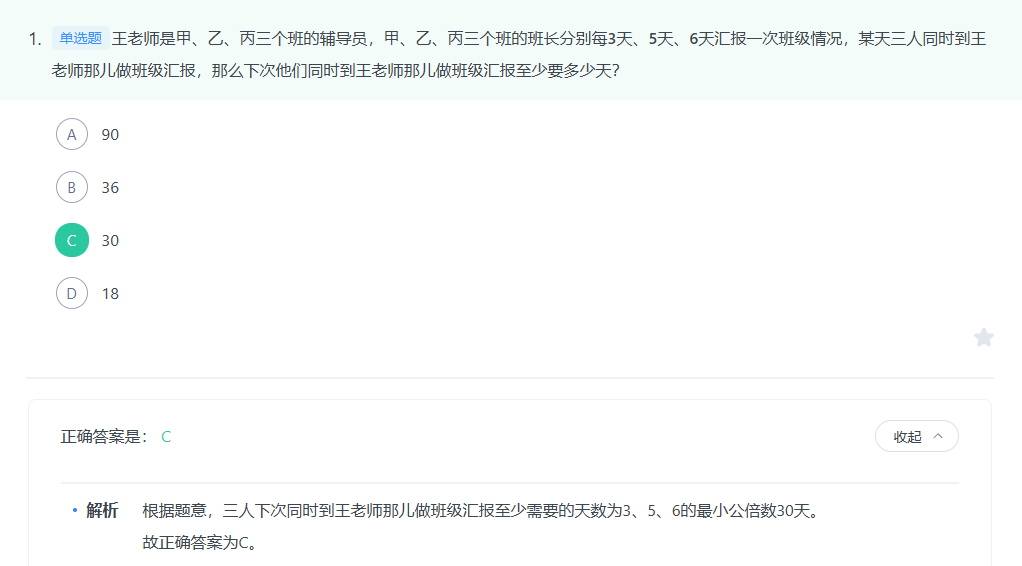 1. 单选题 王老师是甲、乙、丙三个班的辅导员，甲、乙、丙三个班的班长分别每3天、5天、6天汇报一次班级情况，某天三人同时到王
老师那儿做班级汇报，那么下次他们同时到王老师那儿做班级汇报至少要多少天？
A 90
B 36
C 30
D 18
正确答案是： C
收起
• 解析 根据题意，三人下次同时到王老师那儿做班级汇报至少需要的天数为3、5、6的最小公倍数30天。
故正确答案为C。